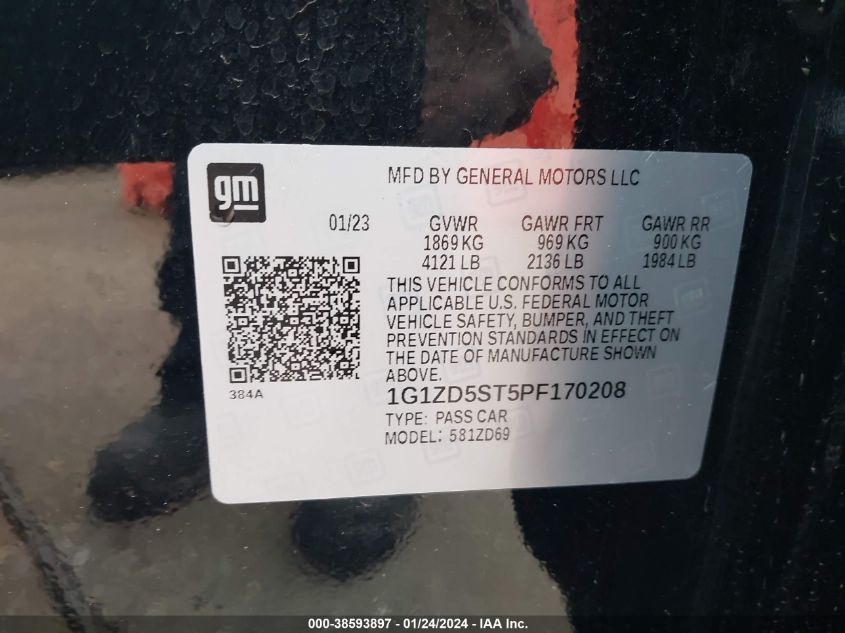 gm
MFD BY GENERAL MOTORS LLC
01/23 GVWR GAWR FRT GAWR RR
1869 KG 969 KG 900 KG
4121 LB 2136 LB 1984 LB
THIS VEHICLE CONFORMS TO ALL
APPLICABLE U.S. FEDERAL MOTOR
VEHICLE SAFETY, BUMPER, AND THEFT
PREVENTION STANDARDS IN EFFECT ON
THE DATE OF MANUFACTURE SHOWN
ABOVE.
384A
1G1ZD5ST5PF170208
TYPE: PASS CAR
MODEL: 581ZD69
000-38593897 - 01/24/2024 - IAA Inc.